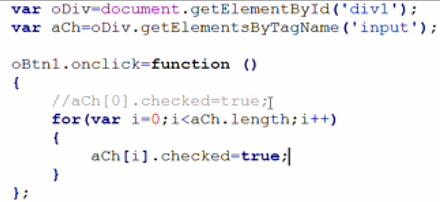 var oDiv=document.getElementById('div1');
var aCh=oDiv.getElementsByTagName('input');
oBtn1.onclick=function ()
{
//aCh[0].checked=true;
for(var i=0;i<aCh.length;i++)
{
aCh[i].checked=true;
}
};